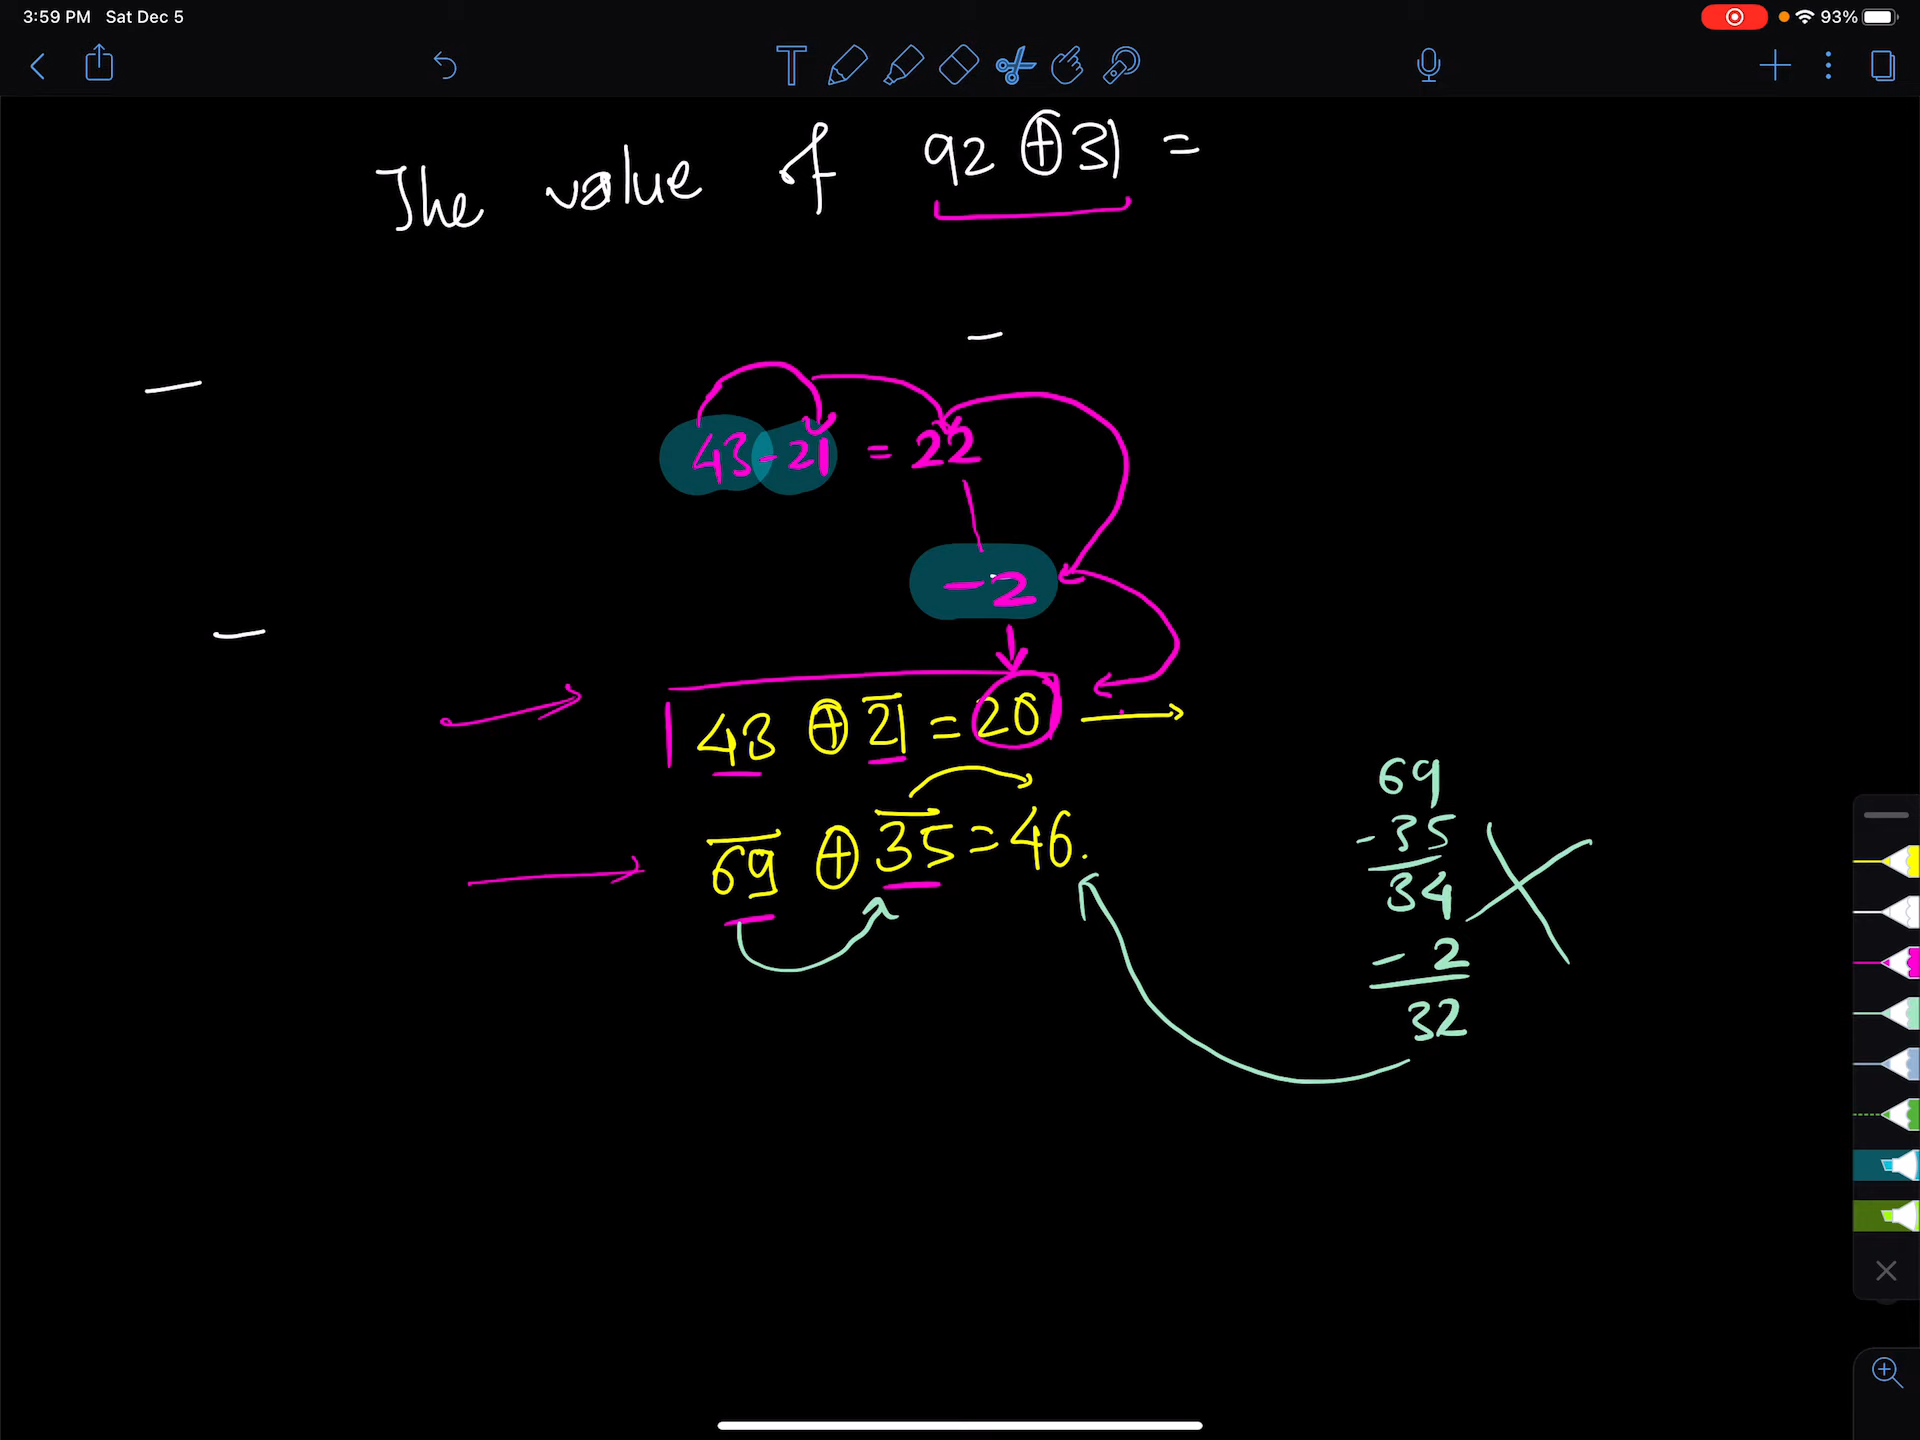 3:59 PM Sat Dec 5
93%
T
The value of 92 ⊕ 31 =
43 - 21 = 22
- 2
43 ⊕ 21 = 20
69 ⊕ 35 = 46.
69
- 35
34
- 2
32